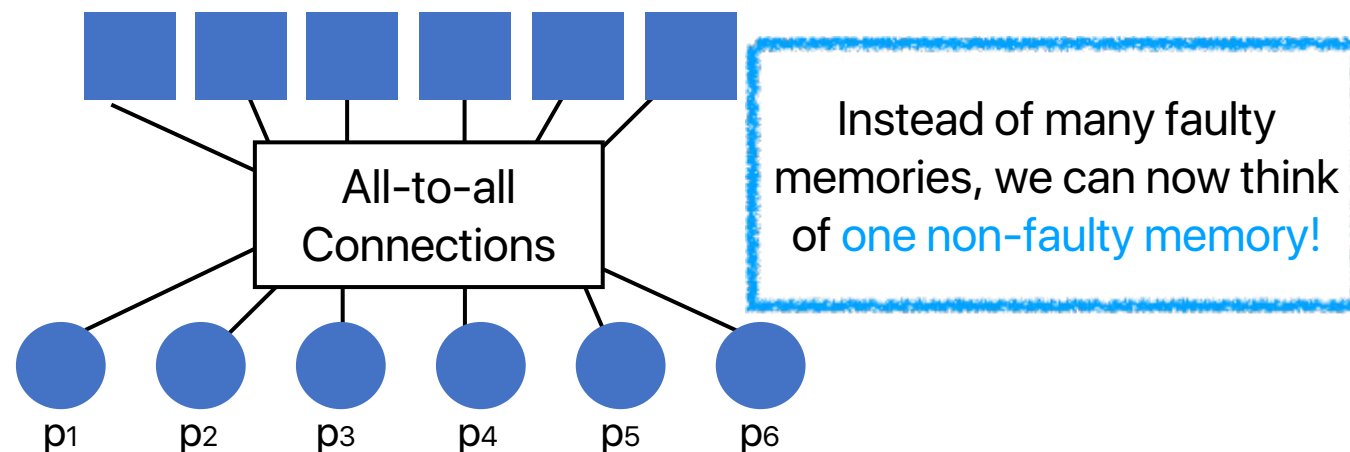 All-to-all
Connections
Instead of many faulty
memories, we can now think
of one non-faulty memory!
p1 p2 p3 p4 p5 p6